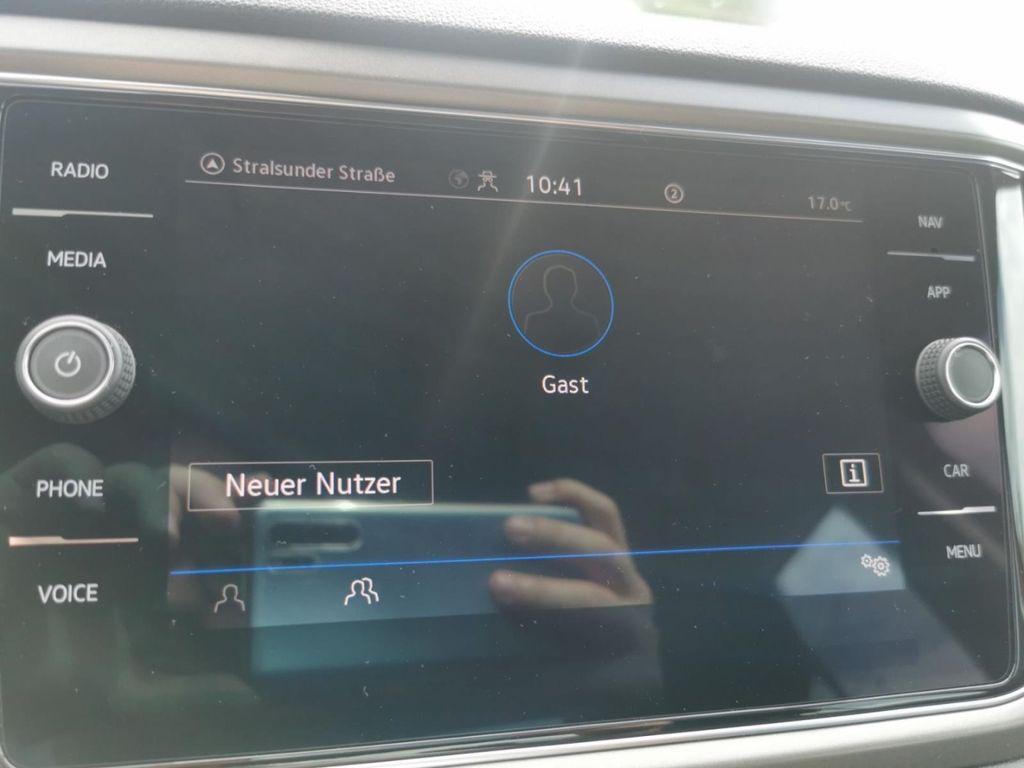 RADIO
MEDIA
PHONE
VOICE
Stralsunder Straße
10:41
2
17.0°C
Gast
Neuer Nutzer
i
NAV
APP
CAR
MENU